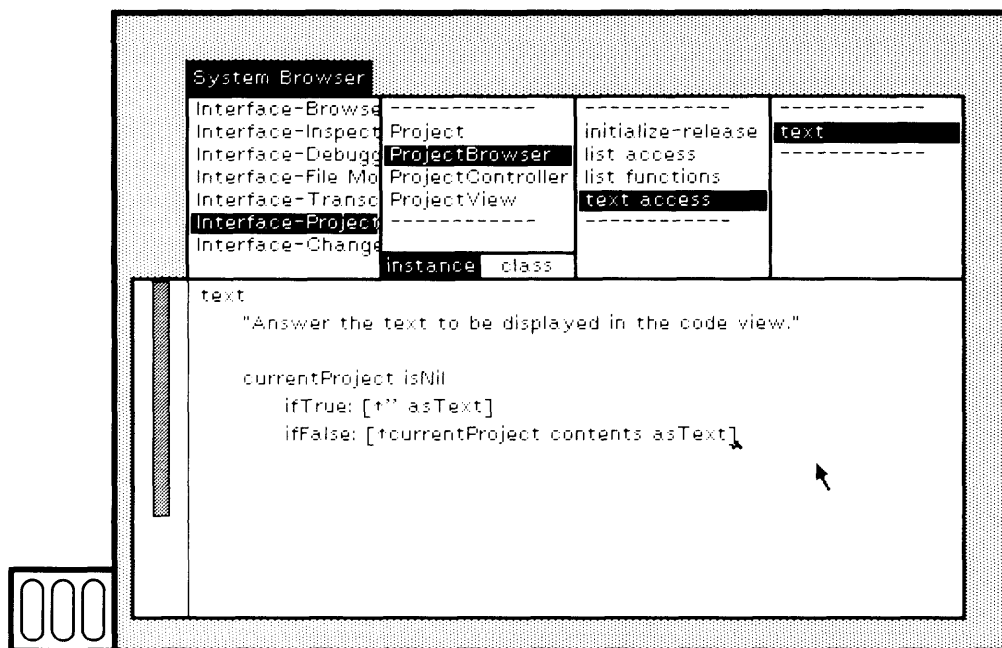 System Browser
Interface-Browse
Interface-Inspect
Interface-Debugg
Interface-File Mo
Interface-Transc
Interface-Project
Interface-Change
------------
Project
ProjectBrowser
ProjectController
ProjectView
------------
instance class
------------
initialize-release
list access
list functions
text access
------------
------------
text
------------
text
"Answer the text to be displayed in the code view."
currentProject isNil
ifTrue: [↑'' asText]
ifFalse: [↑currentProject contents asText]